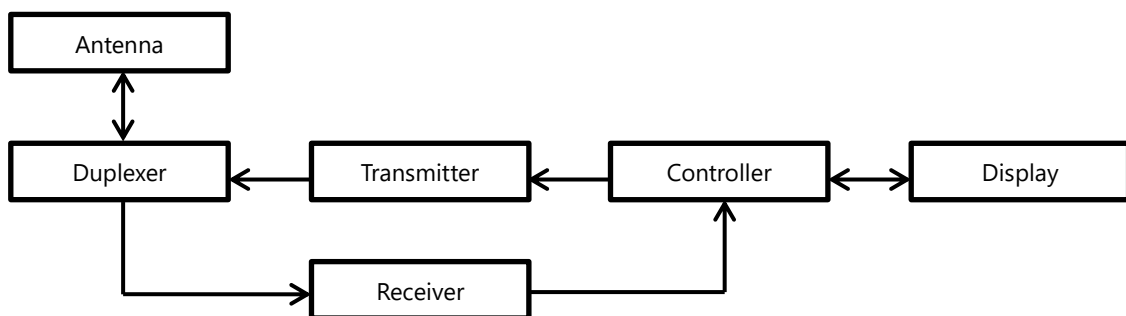 Antenna
Duplexer
Transmitter
Controller
Display
Receiver